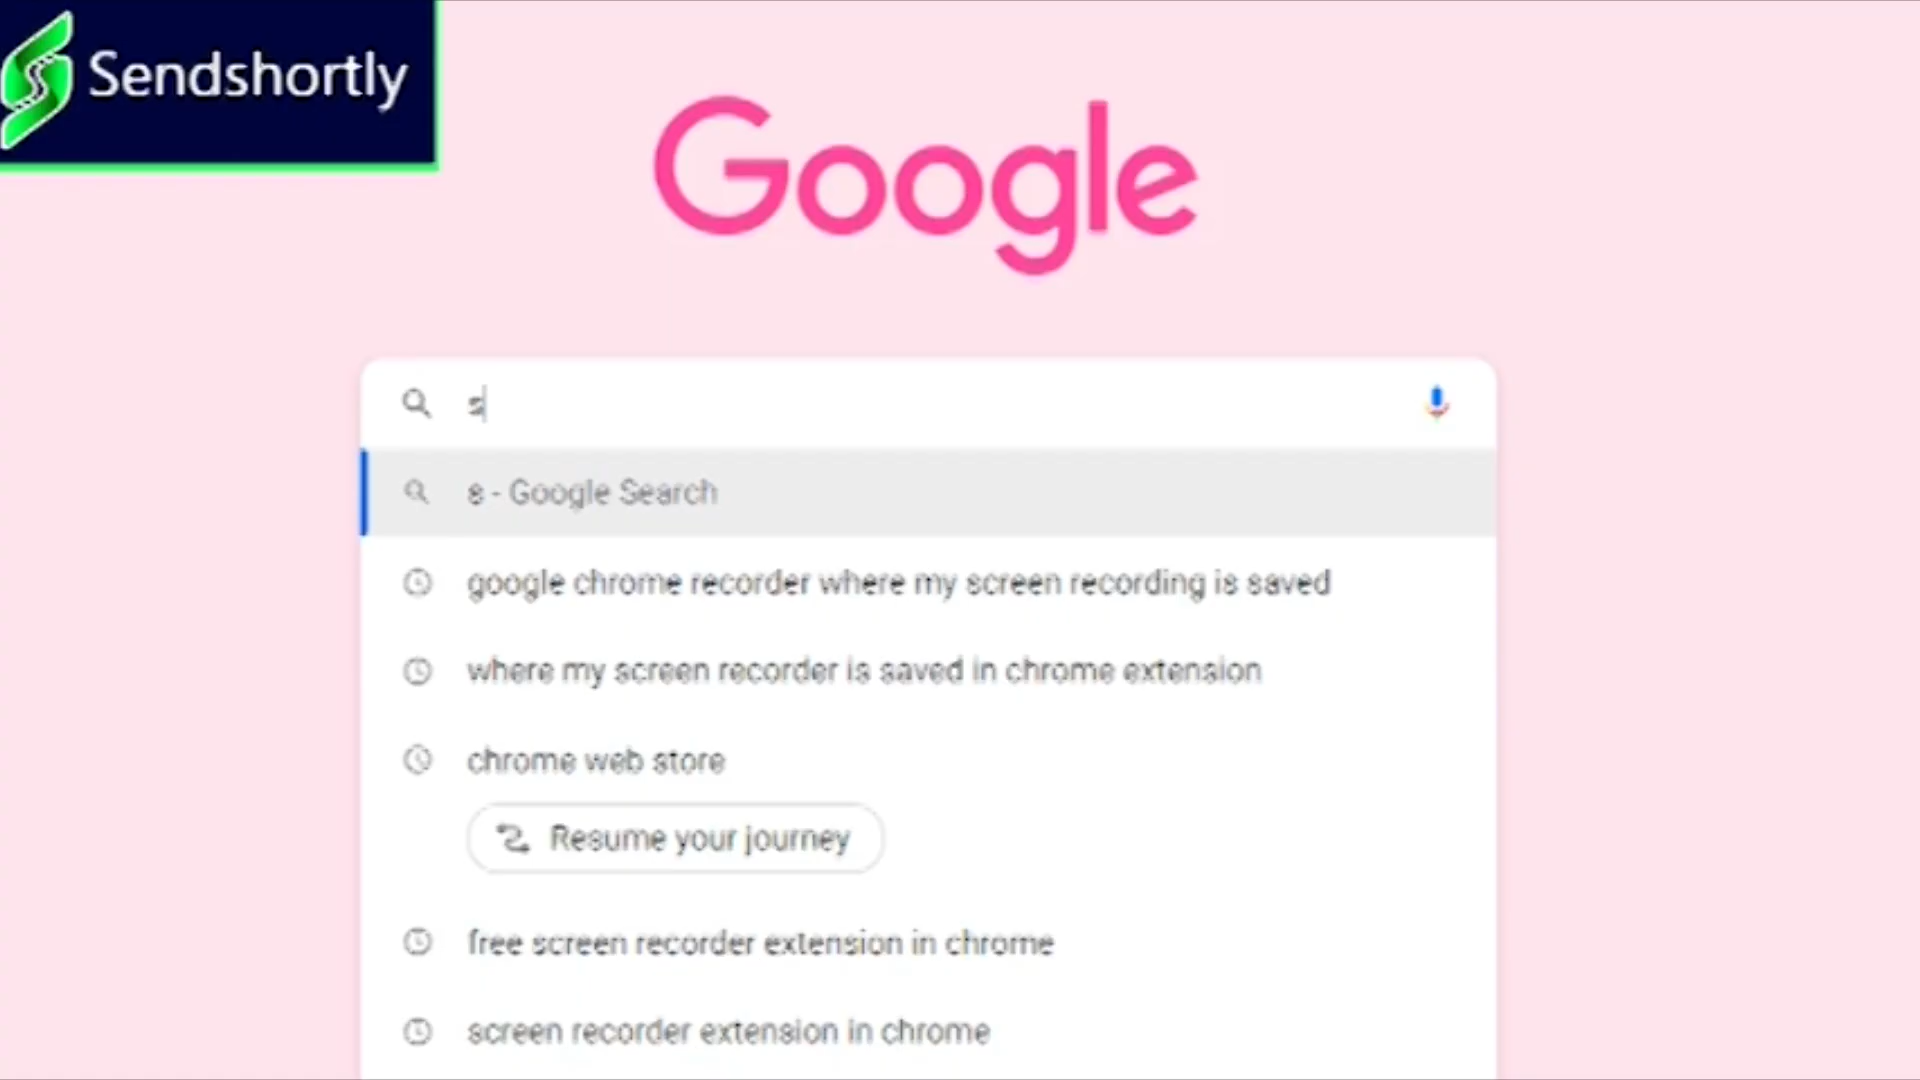 Sendshortly
Google
s
s - Google Search
google chrome recorder where my screen recording is saved
where my screen recorder is saved in chrome extension
chrome web store
Resume your journey
free screen recorder extension in chrome
screen recorder extension in chrome